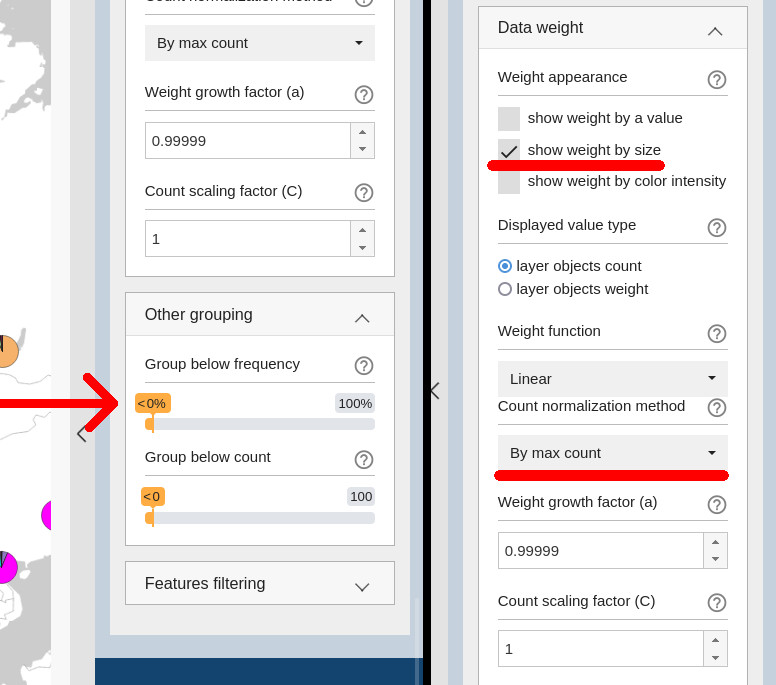 Count normalization method
By max count
Weight growth factor (a)
0.99999
Count scaling factor (C)
1
Other grouping
Group below frequency
<0% 100%
Group below count
<0 100
Features filtering
Data weight
Weight appearance
show weight by a value
show weight by size
show weight by color intensity
Displayed value type
layer objects count
layer objects weight
Weight function
Linear
Count normalization method
By max count
Weight growth factor (a)
0.99999
Count scaling factor (C)
1